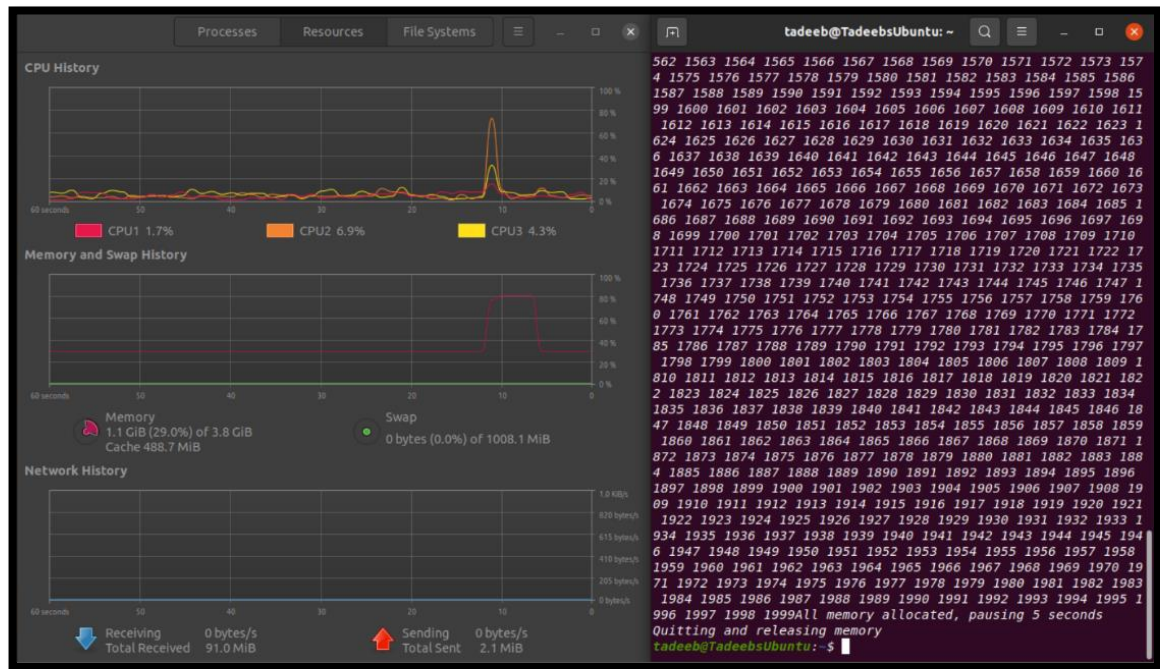 Processes Resources File Systems
CPU History
100 %
80 %
60 %
40 %
20 %
0 %
60 seconds 50 40 30 20 10 0
CPU1 1.7% CPU2 6.9% CPU3 4.3%
Memory and Swap History
100 %
80 %
60 %
40 %
20 %
0 %
60 seconds 50 40 30 20 10 0
Memory
1.1 GiB (29.0%) of 3.8 GiB
Cache 488.7 MiB
Swap
0 bytes (0.0%) of 1008.1 MiB
Network History
1.0 KiB/s
820 bytes/s
615 bytes/s
410 bytes/s
205 bytes/s
0 bytes/s
60 seconds 50 40 30 20 10 0
Receiving 0 bytes/s
Total Received 91.0 MiB
Sending 0 bytes/s
Total Sent 2.1 MiB
tadeeb@TadeebsUbuntu: ~
562 1563 1564 1565 1566 1567 1568 1569 1570 1571 1572 1573 157
4 1575 1576 1577 1578 1579 1580 1581 1582 1583 1584 1585 1586
1587 1588 1589 1590 1591 1592 1593 1594 1595 1596 1597 1598 15
99 1600 1601 1602 1603 1604 1605 1606 1607 1608 1609 1610 1611
1612 1613 1614 1615 1616 1617 1618 1619 1620 1621 1622 1623 1
624 1625 1626 1627 1628 1629 1630 1631 1632 1633 1634 1635 163
6 1637 1638 1639 1640 1641 1642 1643 1644 1645 1646 1647 1648
1649 1650 1651 1652 1653 1654 1655 1656 1657 1658 1659 1660 16
61 1662 1663 1664 1665 1666 1667 1668 1669 1670 1671 1672 1673
1674 1675 1676 1677 1678 1679 1680 1681 1682 1683 1684 1685 1
686 1687 1688 1689 1690 1691 1692 1693 1694 1695 1696 1697 169
8 1699 1700 1701 1702 1703 1704 1705 1706 1707 1708 1709 1710
1711 1712 1713 1714 1715 1716 1717 1718 1719 1720 1721 1722 17
23 1724 1725 1726 1727 1728 1729 1730 1731 1732 1733 1734 1735
1736 1737 1738 1739 1740 1741 1742 1743 1744 1745 1746 1747 1
748 1749 1750 1751 1752 1753 1754 1755 1756 1757 1758 1759 176
0 1761 1762 1763 1764 1765 1766 1767 1768 1769 1770 1771 1772
1773 1774 1775 1776 1777 1778 1779 1780 1781 1782 1783 1784 17
85 1786 1787 1788 1789 1790 1791 1792 1793 1794 1795 1796 1797
1798 1799 1800 1801 1802 1803 1804 1805 1806 1807 1808 1809 1
810 1811 1812 1813 1814 1815 1816 1817 1818 1819 1820 1821 182
2 1823 1824 1825 1826 1827 1828 1829 1830 1831 1832 1833 1834
1835 1836 1837 1838 1839 1840 1841 1842 1843 1844 1845 1846 18
47 1848 1849 1850 1851 1852 1853 1854 1855 1856 1857 1858 1859
1860 1861 1862 1863 1864 1865 1866 1867 1868 1869 1870 1871 1
872 1873 1874 1875 1876 1877 1878 1879 1880 1881 1882 1883 188
4 1885 1886 1887 1888 1889 1890 1891 1892 1893 1894 1895 1896
1897 1898 1899 1900 1901 1902 1903 1904 1905 1906 1907 1908 19
09 1910 1911 1912 1913 1914 1915 1916 1917 1918 1919 1920 1921
1922 1923 1924 1925 1926 1927 1928 1929 1930 1931 1932 1933 1
934 1935 1936 1937 1938 1939 1940 1941 1942 1943 1944 1945 194
6 1947 1948 1949 1950 1951 1952 1953 1954 1955 1956 1957 1958
1959 1960 1961 1962 1963 1964 1965 1966 1967 1968 1969 1970 19
71 1972 1973 1974 1975 1976 1977 1978 1979 1980 1981 1982 1983
1984 1985 1986 1987 1988 1989 1990 1991 1992 1993 1994 1995 1
996 1997 1998 1999All memory allocated, pausing 5 seconds
Quitting and releasing memory
tadeeb@TadeebsUbuntu:~$